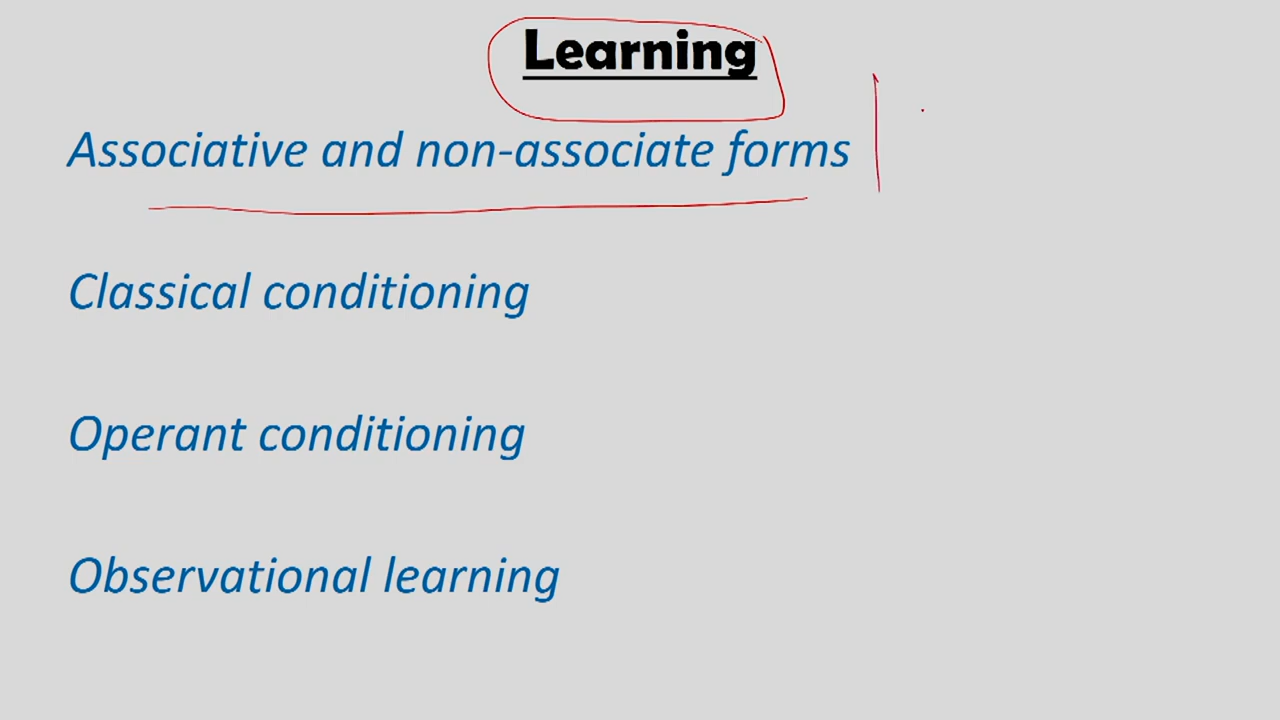 Learning
Associative and non-associate forms
Classical conditioning
Operant conditioning
Observational learning